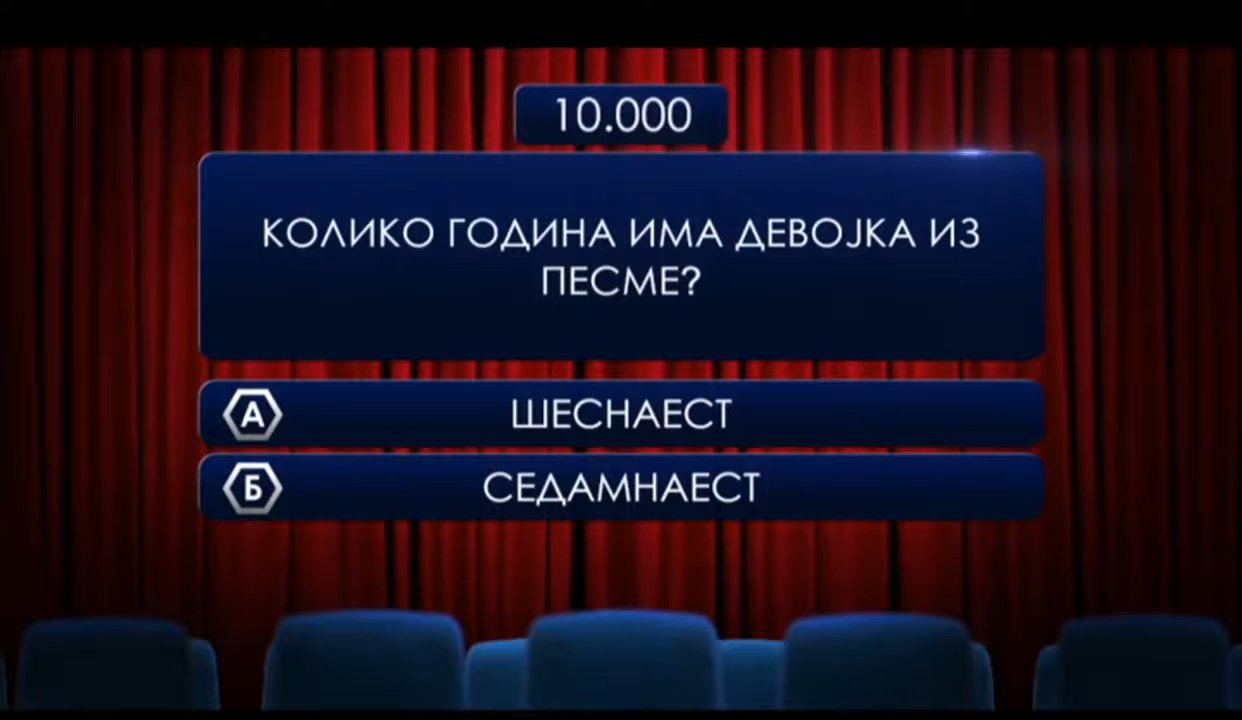 10.000
КОЛИКО ГОДИНА ИМА ДЕВОЈКА ИЗ
ПЕСМЕ?
А ШЕСНАЕСТ
Б СЕДАМНАЕСТ